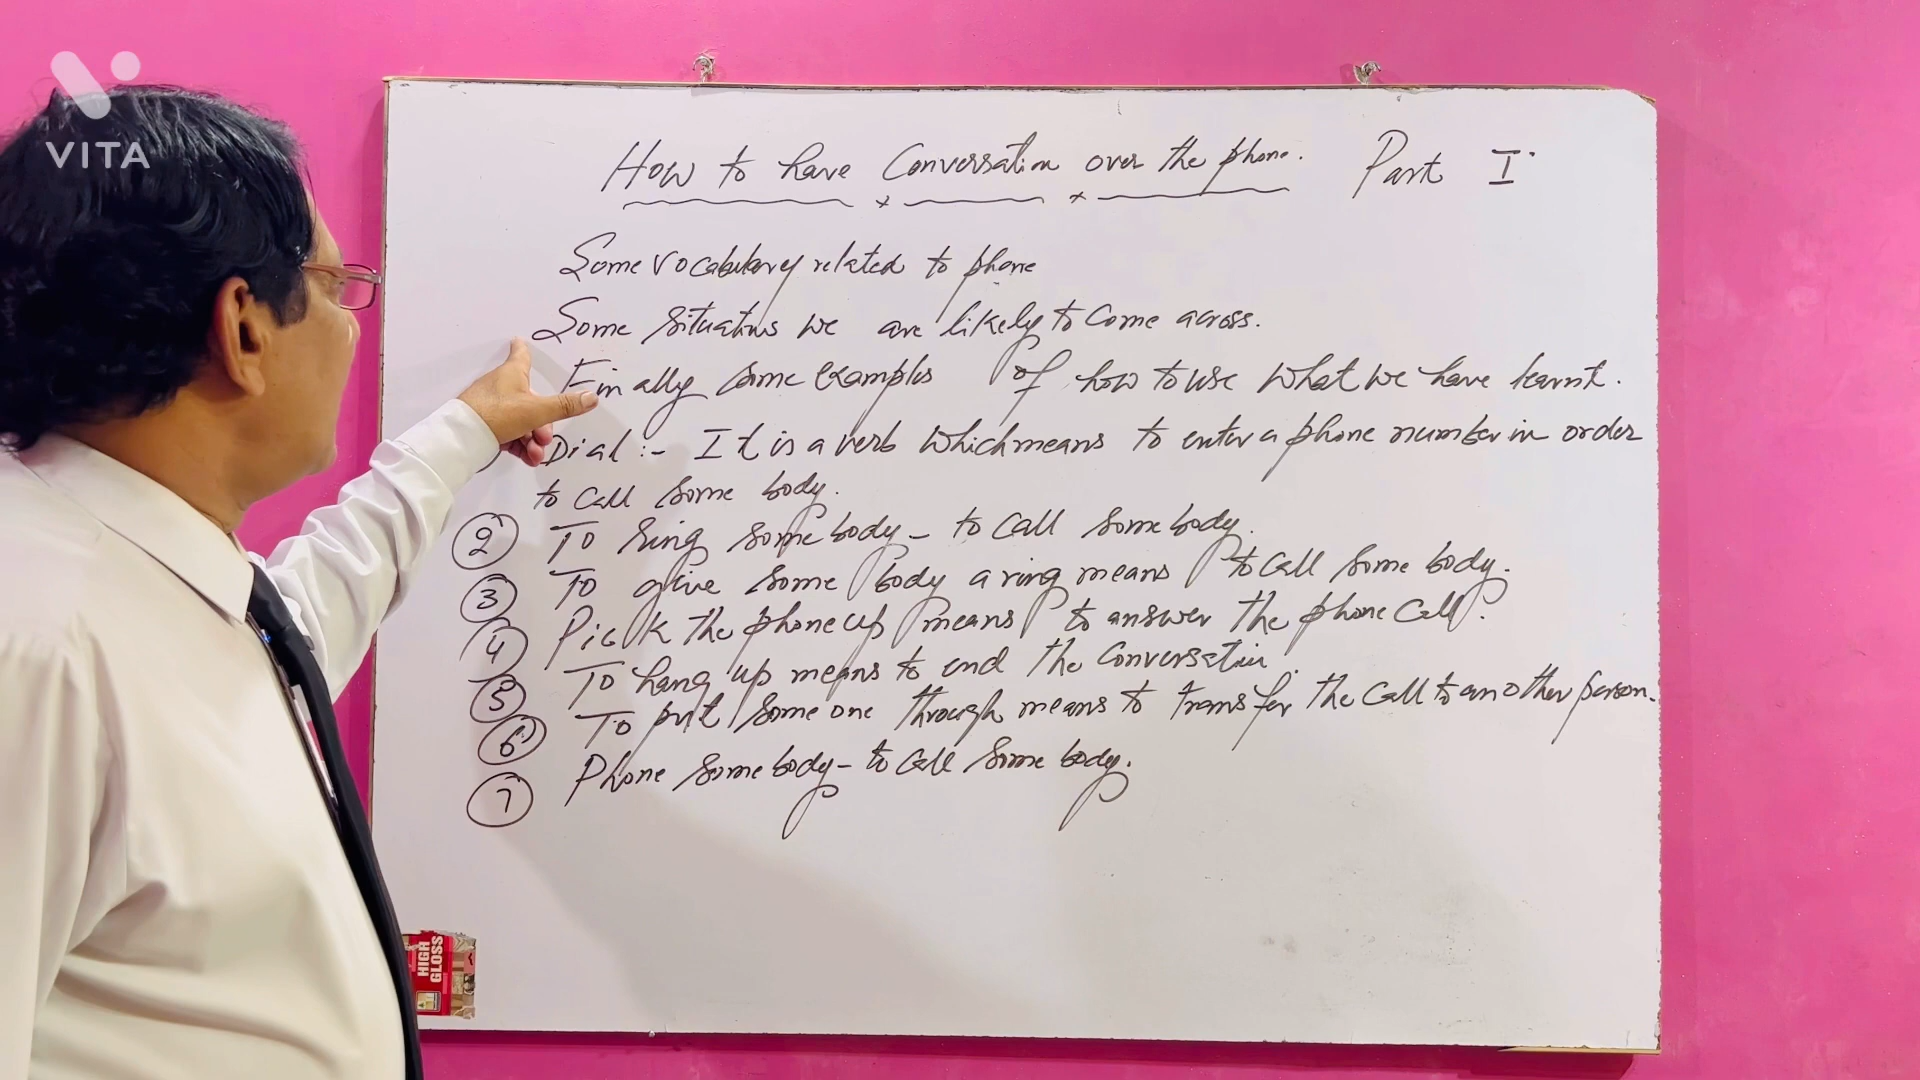 VITA
How to have Conversation over the phone. Part I
Some vocabulary related to phone
Some situations we are likely to come across.
Finally some examples of how to use what we have learnt.
Dial :- It is a verb which means to enter a phone number in order
to call some body.
2 To ring some body - to call somebody.
3 To give some body a ring means to call some body.
4 Pick the phone up means to answer the phone call.
5 To hang up means to end the conversation.
6 To put some one through means to transfer the call to another person.
7 Phone somebody - to call some body.
HIGH
GLOSS